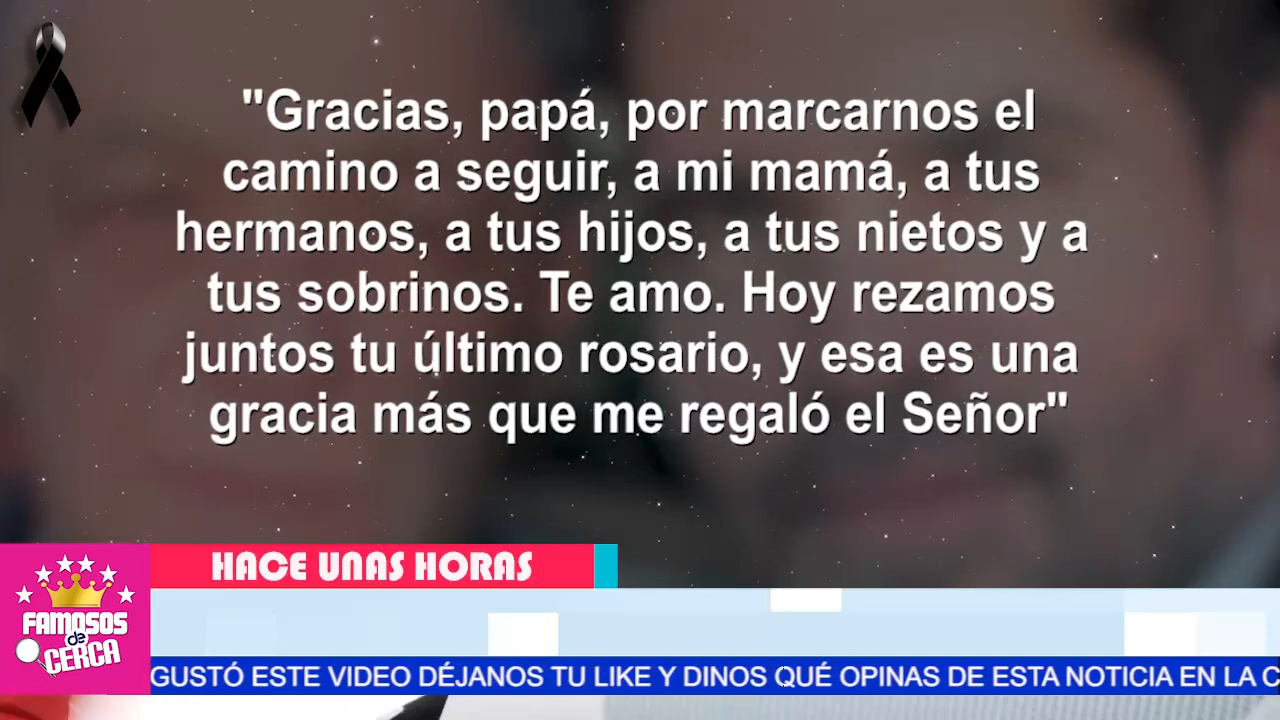 "Gracias, papá, por marcarnos el
camino a seguir, a mi mamá, a tus
hermanos, a tus hijos, a tus nietos y a
tus sobrinos. Te amo. Hoy rezamos
juntos tu último rosario, y esa es una
gracia más que me regaló el Señor"
HACE UNAS HORAS
FAMOSOS
de
CERCA
GUSTÓ ESTE VIDEO DÉJANOS TU LIKE Y DINOS QUÉ OPINAS DE ESTA NOTICIA EN LA C